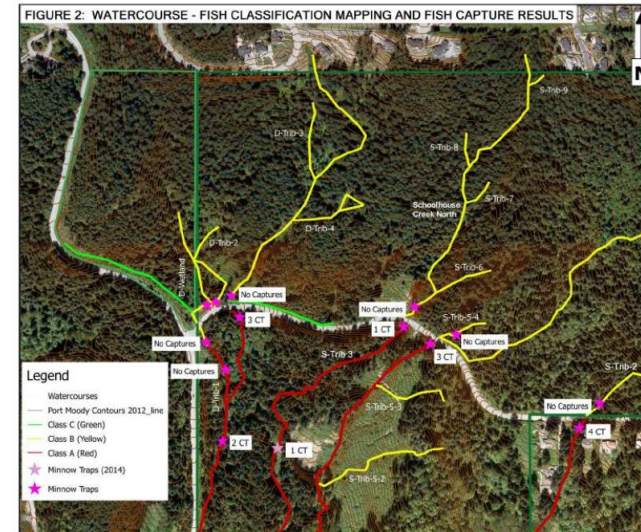 FIGURE 2: WATERCOURSE - FISH CLASSIFICATION MAPPING AND FISH CAPTURE RESULTS
N
S-Trib-9
D-Trib-3
S-Trib-8
S-Trib-7
Schoolhouse
Creek North
D-Trib-4
D-Trib-2
D-Wetland
S-Trib-6
No Captures
No Captures
3 CT
1 CT
S-Trib-5-4
No Captures
No Captures
3 CT
S-Trib-3
No Captures
S-Trib-2
D-Trib-1
S-Trib-5-3
No Captures
2 CT
1 CT
4 CT
S-Trib-5-2
Legend
Watercourses
Port Moody Contours 2012_line
Class C (Green)
Class B (Yellow)
Class A (Red)
Minnow Traps (2014)
Minnow Traps